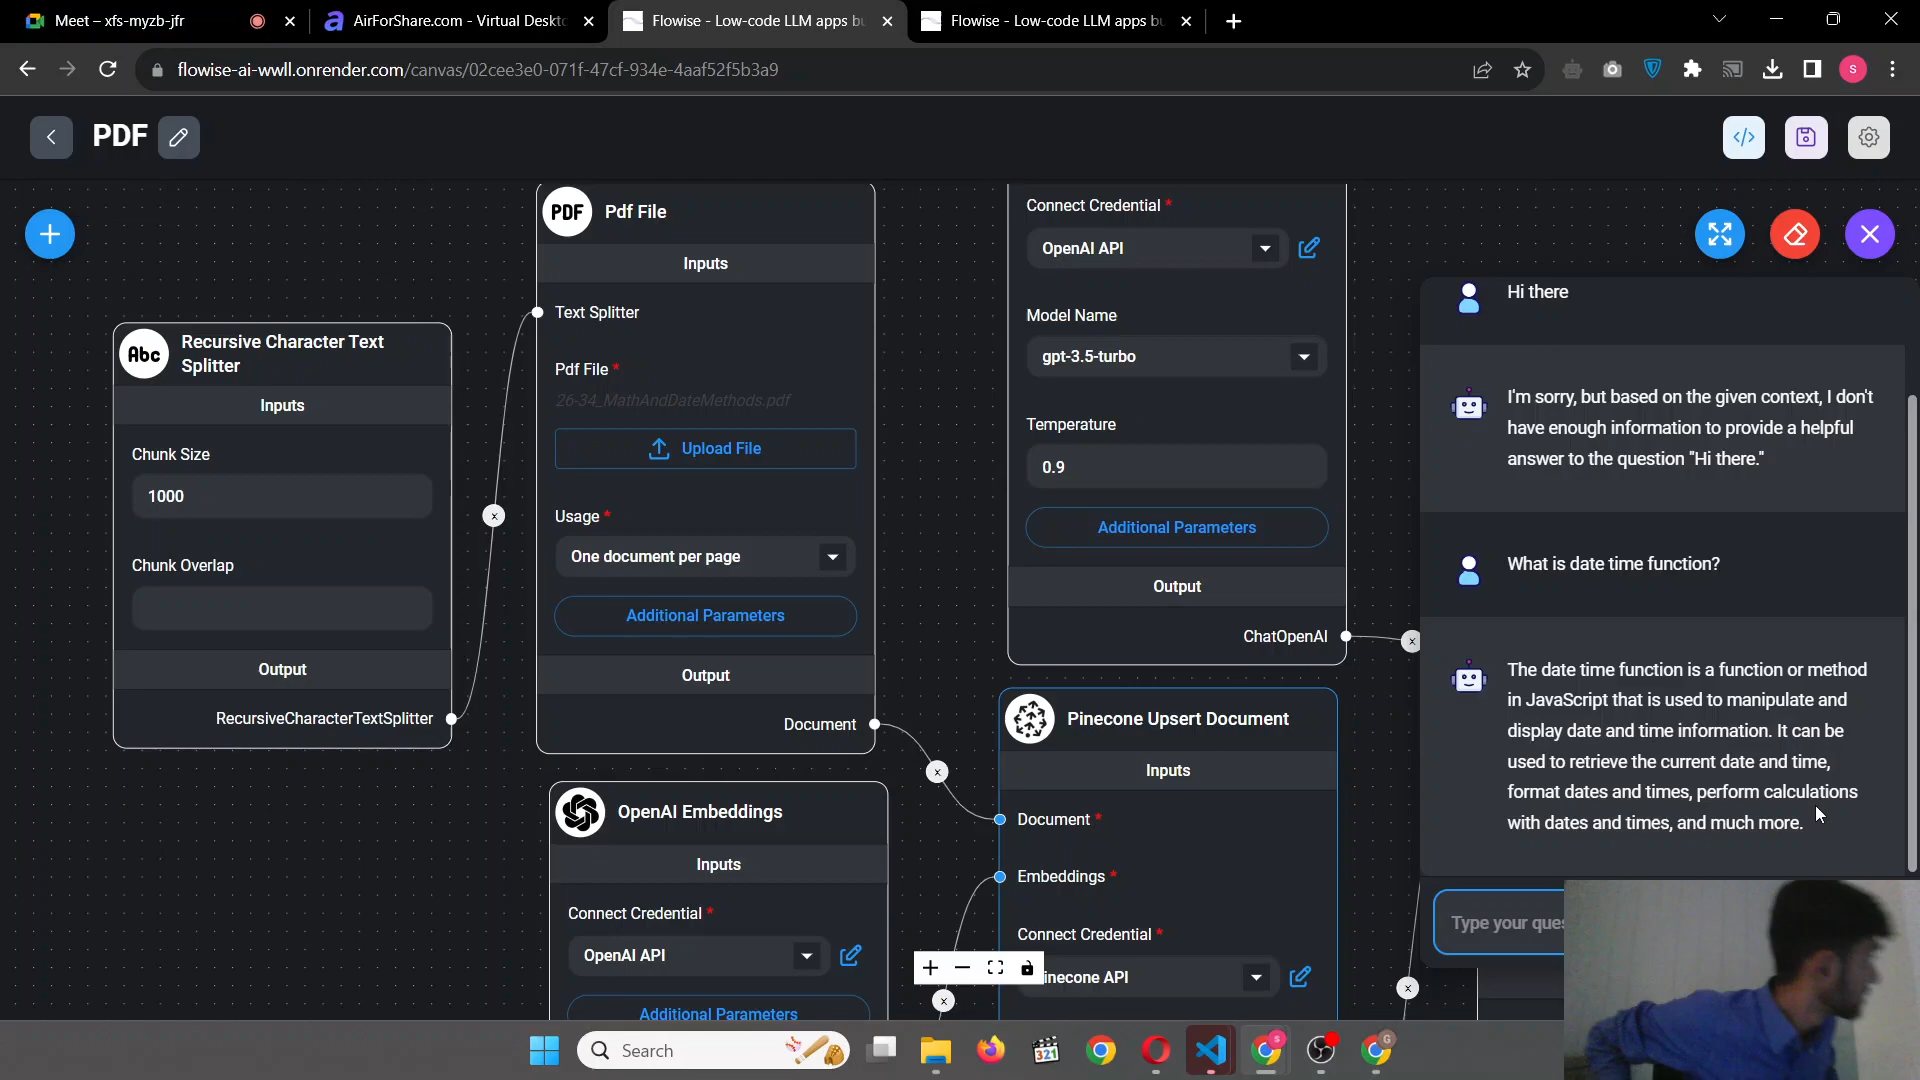 Meet – xfs-myzb-jfr
AirForShare.com - Virtual Deskto
Flowise - Low-code LLM apps bu
Flowise - Low-code LLM apps bu
flowise-ai-wwll.onrender.com/canvas/02cee3e0-071f-47cf-934e-4aaf52f5b3a9
S
PDF
</>
Abc
Recursive Character Text
Splitter
Inputs
Chunk Size
1000
Chunk Overlap
Output
RecursiveCharacterTextSplitter
PDF
Pdf File
Inputs
Text Splitter
Pdf File *
26-34_MathAndDateMethods.pdf
Upload File
Usage *
One document per page
Additional Parameters
Output
Document
OpenAI Embeddings
Inputs
Connect Credential *
OpenAI API
Additional Parameters
Connect Credential *
OpenAI API
Model Name
gpt-3.5-turbo
Temperature
0.9
Additional Parameters
Output
ChatOpenAI
Pinecone Upsert Document
Inputs
Document *
Embeddings *
Connect Credential *
inecone API
Hi there
I'm sorry, but based on the given context, I don't
have enough information to provide a helpful
answer to the question "Hi there."
What is date time function?
The date time function is a function or method
in JavaScript that is used to manipulate and
display date and time information. It can be
used to retrieve the current date and time,
format dates and times, perform calculations
with dates and times, and much more.
Type your ques
Search
321
S
G